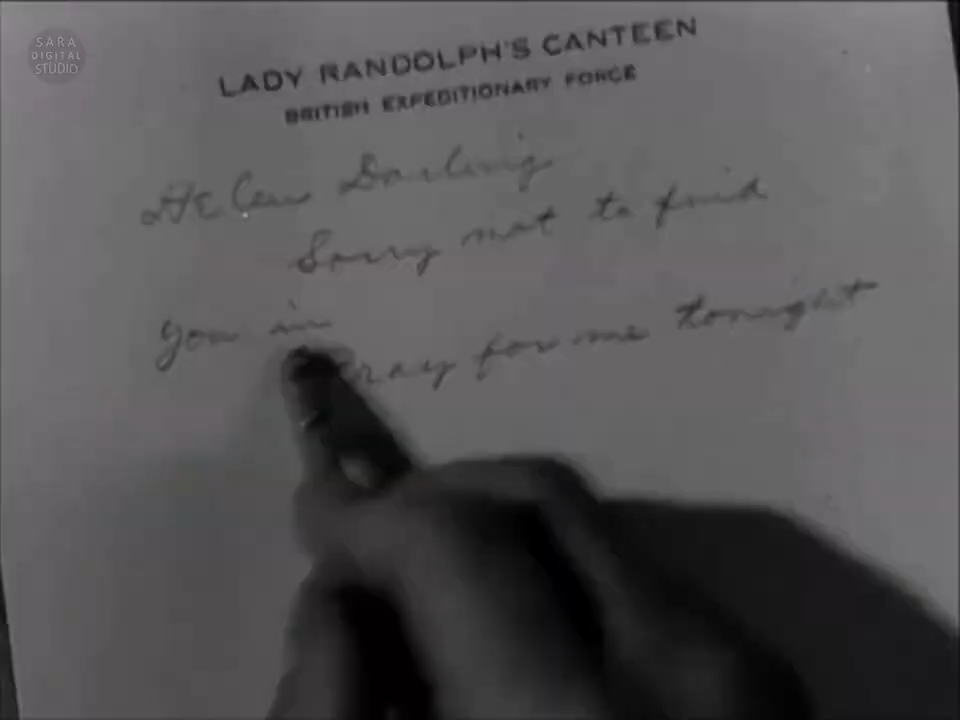 SARA
DIGITAL
STUDIO
LADY RANDOLPH'S CANTEEN
BRITISH EXPEDITIONARY FORCE
Helen Darling
Sorry not to find
you in
Pray for me tonight